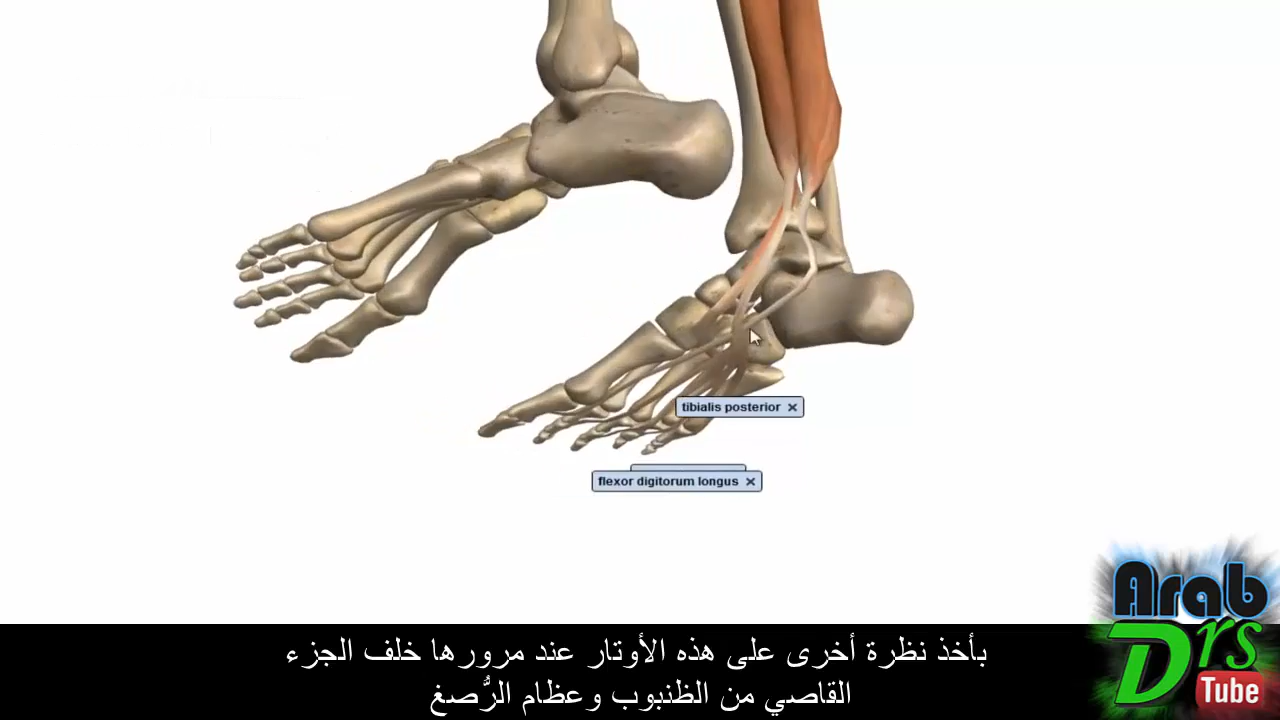 tibialis posterior ×
flexor digitorum longus ×
Arab
Drs
Tube
بأخذ نظرة أخرى على هذه الأوتار عند مرورها خلف الجزء
القاصي من الظنبوب وعظام الرُّصغ